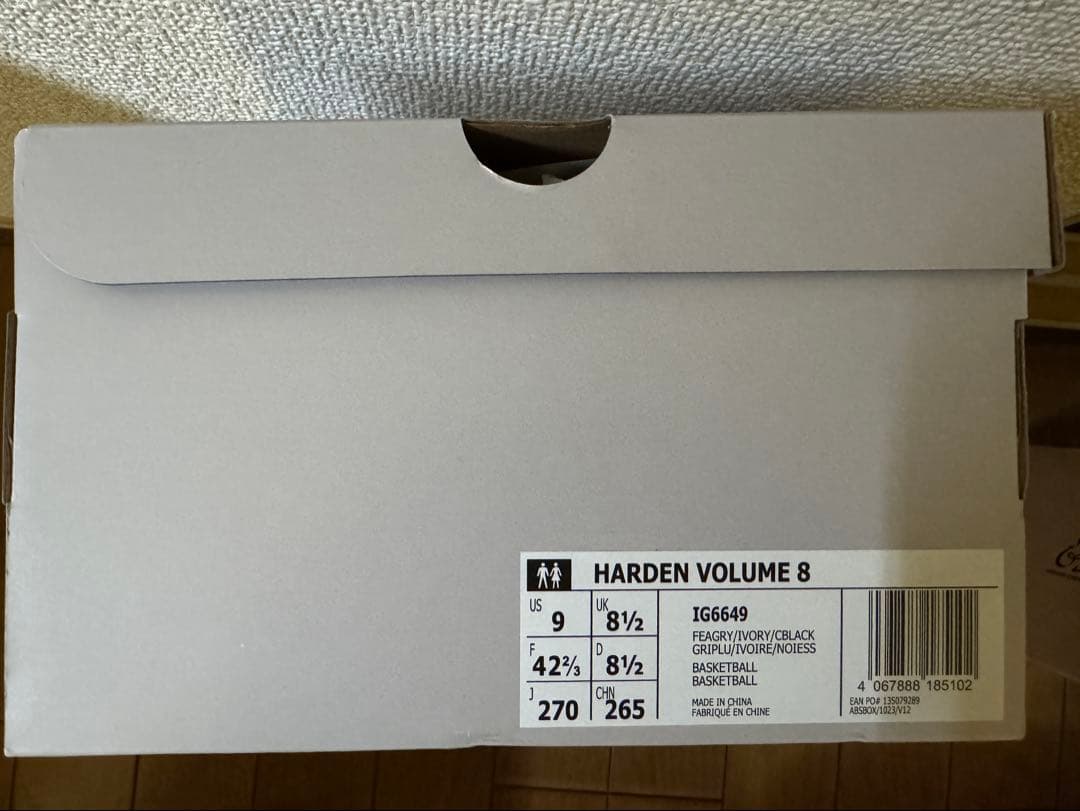 HARDEN VOLUME 8
US 9 UK 8½
F 42⅔ D 8½
J 270 CHN 265
IG6649
FEAGRY/IVORY/CBLACK
GRIPLU/IVOIRE/NOIESS
BASKETBALL
BASKETBALL
MADE IN CHINA
FABRIQUÉ EN CHINE
4 067888 185102
EAN PO# 135079289
ABSBOX/1023/V12